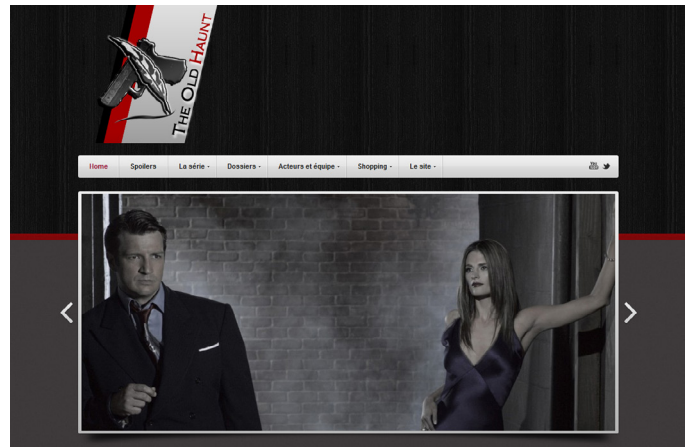 The Old Haunt
Home Spoilers La série Dossiers Acteurs et équipe Shopping Le site